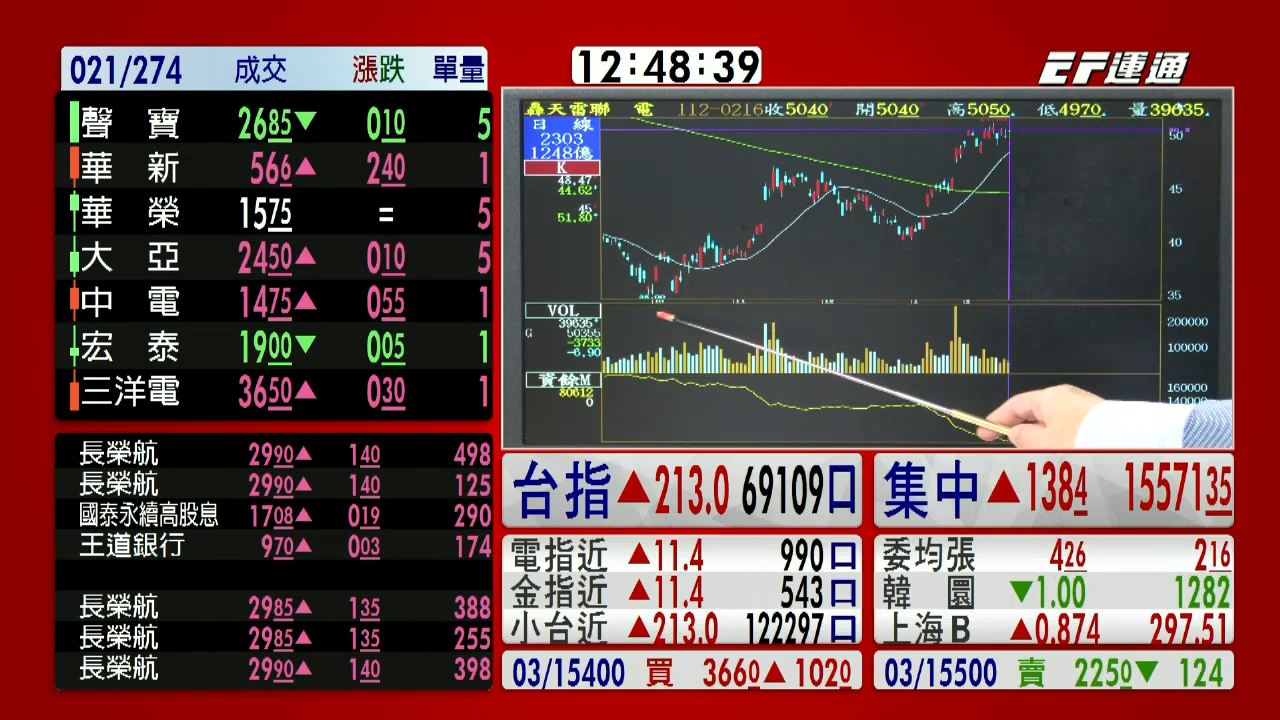 021/274 成交 漲跌 單量
12:48:39
EF運通
聲寶 2685▼ 010 5
華新 566▲ 240 1
華榮 1575 = 5
大亞 2450▲ 010 5
中電 1475▲ 055 1
宏泰 1900▼ 005 1
三洋電 3650▲ 030 1
長榮航 2990▲ 140 498
長榮航 2990▲ 140 125
國泰永續高股息 1708▲ 019 290
王道銀行 970▲ 003 174
長榮航 2985▲ 135 388
長榮航 2985▲ 135 255
長榮航 2990▲ 140 398
轟天雷聯 電 112-0216收5040 開5040 高5050 低4970 量39635
日 線
2303
1248億
K
48.47
44.62
45
51.80
50
45
40
35
VOL
39635
G 50355
-3733
-6.90
200000
100000
資餘M
80612
0
160000
140000
台指▲213.0 69109口
集中▲1384 1557135
電指近 ▲11.4 990口
金指近 ▲11.4 543口
小台近 ▲213.0 122297口
委均張 426 216
韓圜 ▼1.00 1282
上海B ▲0.874 297.51
03/15400 買 3660▲1020
03/15500 賣 2250▼ 124